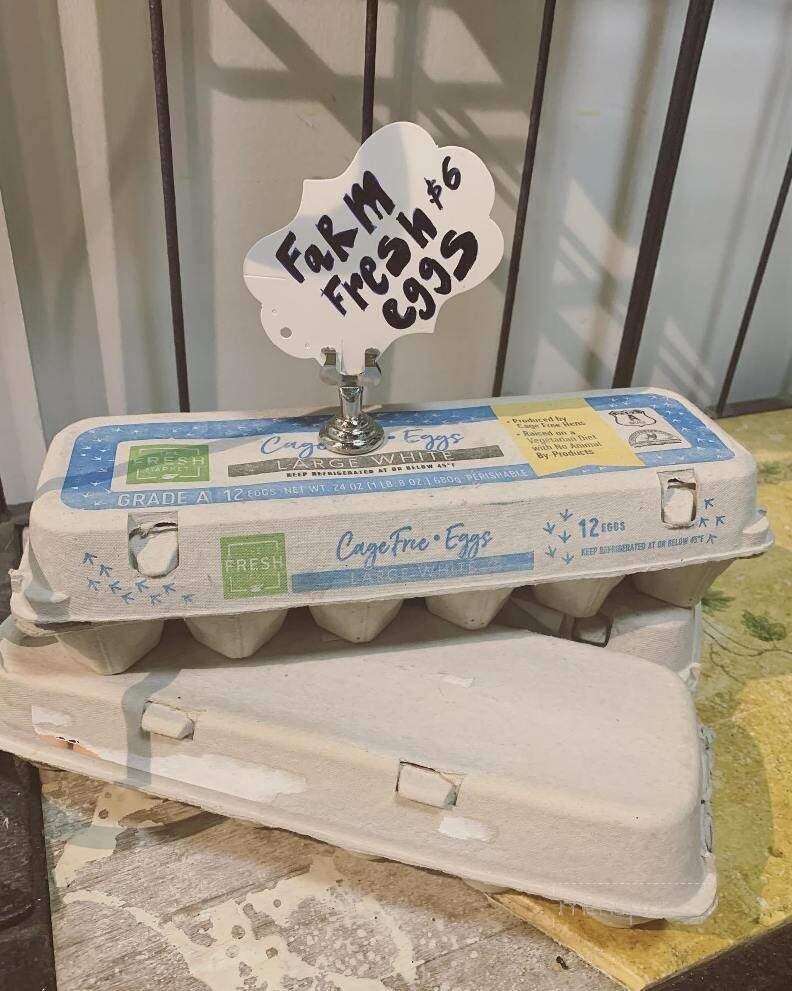 FaRM $6
Fresh
eggs
FRESH
MARKET
Eggs
LARGE WHITE
KEEP REFRIGERATED AT OR BELOW 45°F
GRADE A 12 EGGS NET WT. 24 OZ (1 LB. 8 OZ.) 680g PERISHABLE
• Produced by
Cage Free Hens
• Raised on a
Vegetarian Diet
with No Animal
By-Products
FRESH
Cage Free • Eggs
LARGE WHITE
12 EGGS
KEEP REFRIGERATED AT OR BELOW 45°F